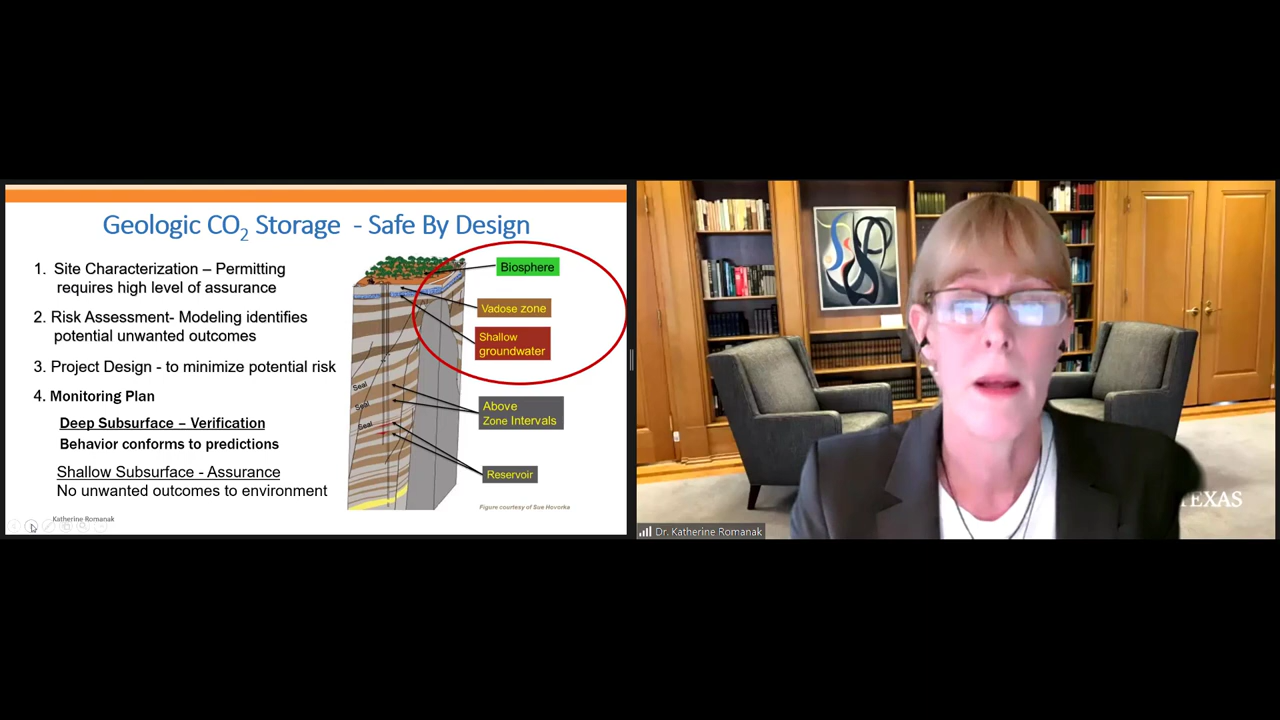 Geologic CO2 Storage - Safe By Design
1. Site Characterization – Permitting
requires high level of assurance
2. Risk Assessment- Modeling identifies
potential unwanted outcomes
3. Project Design - to minimize potential risk
4. Monitoring Plan
Deep Subsurface – Verification
Behavior conforms to predictions
Shallow Subsurface - Assurance
No unwanted outcomes to environment
Katherine Romanak
Biosphere
Vadose zone
Shallow
groundwater
Seal
Seal
Seal
Above
Zone Intervals
Reservoir
Figure courtesy of Sue Hovorka
TEXAS
Dr. Katherine Romanak